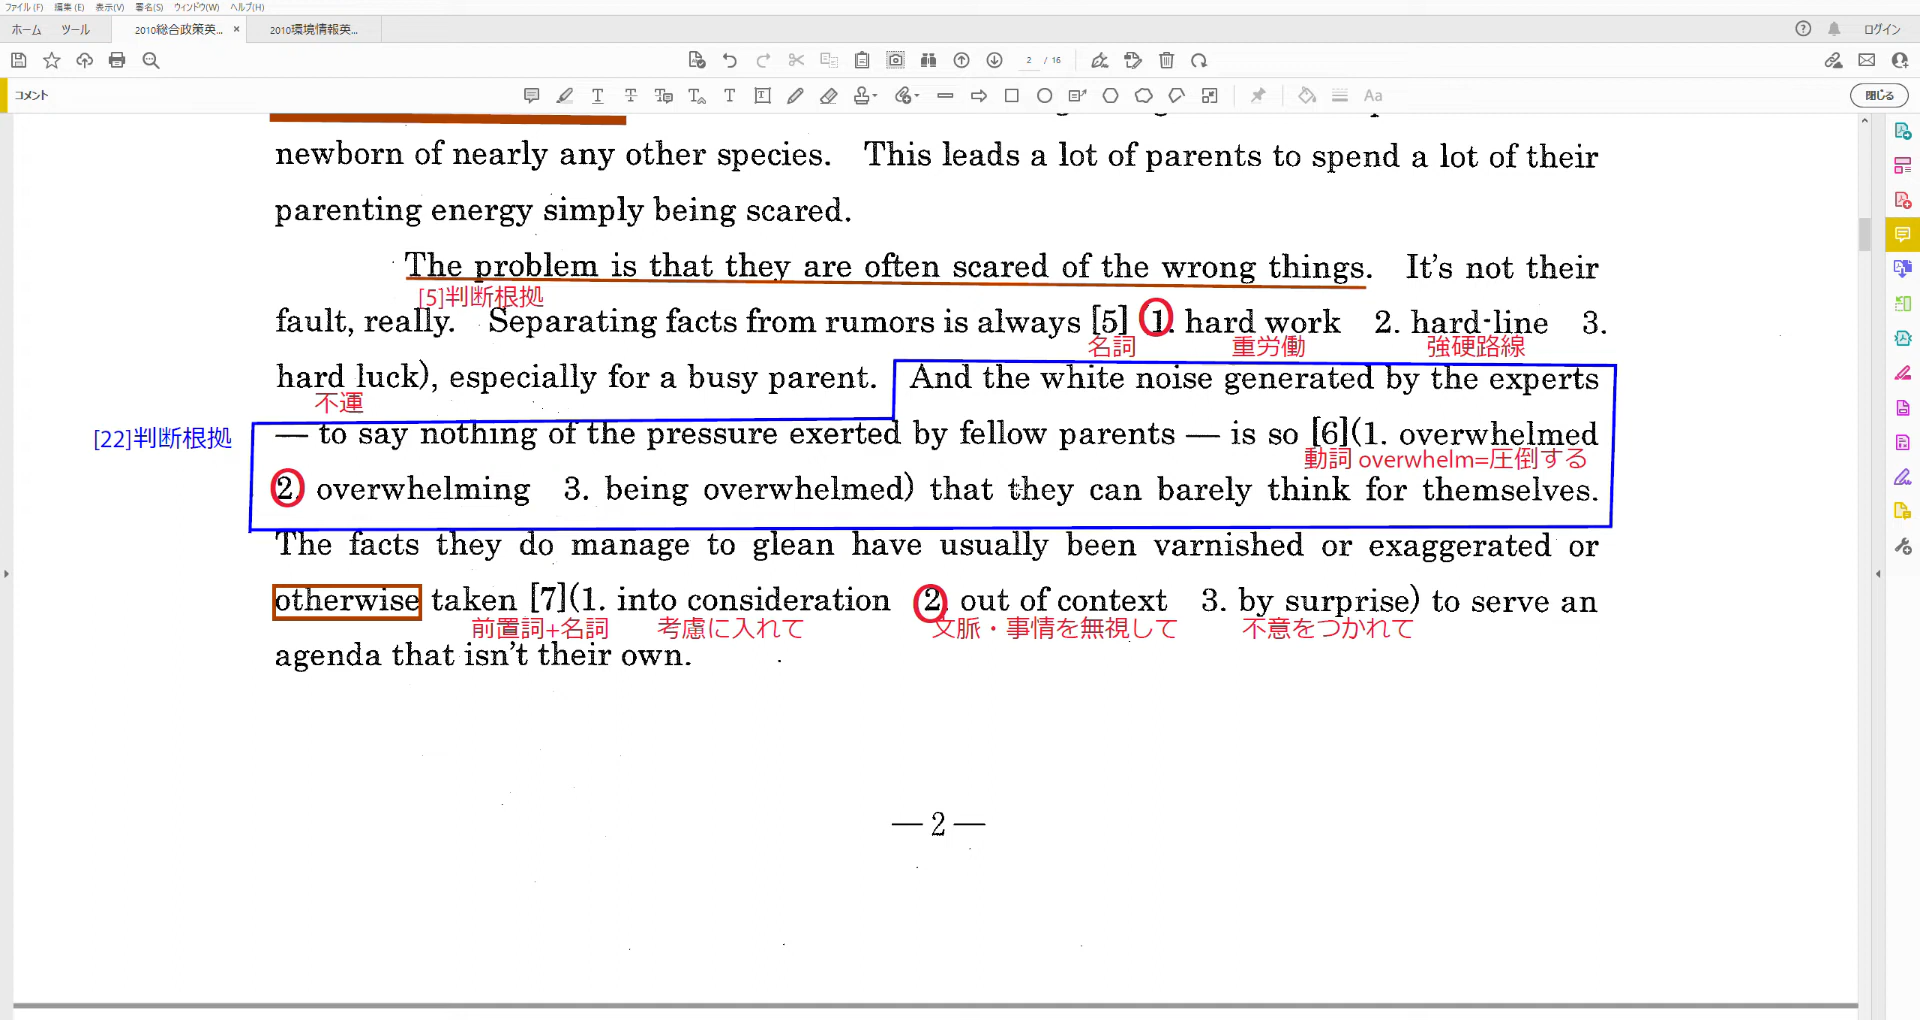 ファイル(F) 編集(E) 表示(V) 署名(S) ウィンドウ(W) ヘルプ(H)
ホーム ツール 2010総合政策英... × 2010環境情報英... ログイン
2 / 16
コメント 閉じる
newborn of nearly any other species. This leads a lot of parents to spend a lot of their
parenting energy simply being scared.
The problem is that they are often scared of the wrong things. It's not their
[5]判断根拠
fault, really. Separating facts from rumors is always [5] 1. hard work 2. hard-line 3.
名詞 重労働 強硬路線
hard luck), especially for a busy parent. And the white noise generated by the experts
不運
[22]判断根拠
— to say nothing of the pressure exerted by fellow parents — is so [6](1. overwhelmed
動詞 overwhelm=圧倒する
2. overwhelming 3. being overwhelmed) that they can barely think for themselves.
The facts they do manage to glean have usually been varnished or exaggerated or
otherwise taken [7](1. into consideration 2. out of context 3. by surprise) to serve an
前置詞+名詞 考慮に入れて 文脈・事情を無視して 不意をつかれて
agenda that isn't their own.
— 2 —